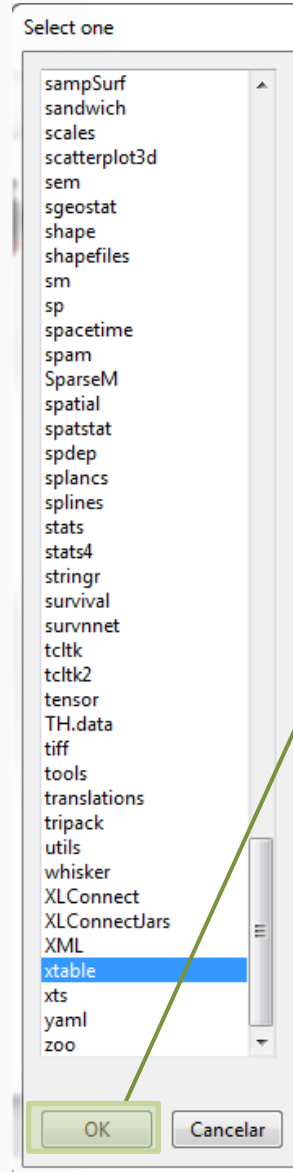 Select one
sampSurf
sandwich
scales
scatterplot3d
sem
sgeostat
shape
shapefiles
sm
sp
spacetime
spam
SparseM
spatial
spatstat
spdep
splancs
splines
stats
stats4
stringr
survival
survnnet
tcltk
tcltk2
tensor
TH.data
tiff
tools
translations
tripack
utils
whisker
XLConnect
XLConnectJars
XML
xtable
xts
yaml
zoo
OK Cancelar